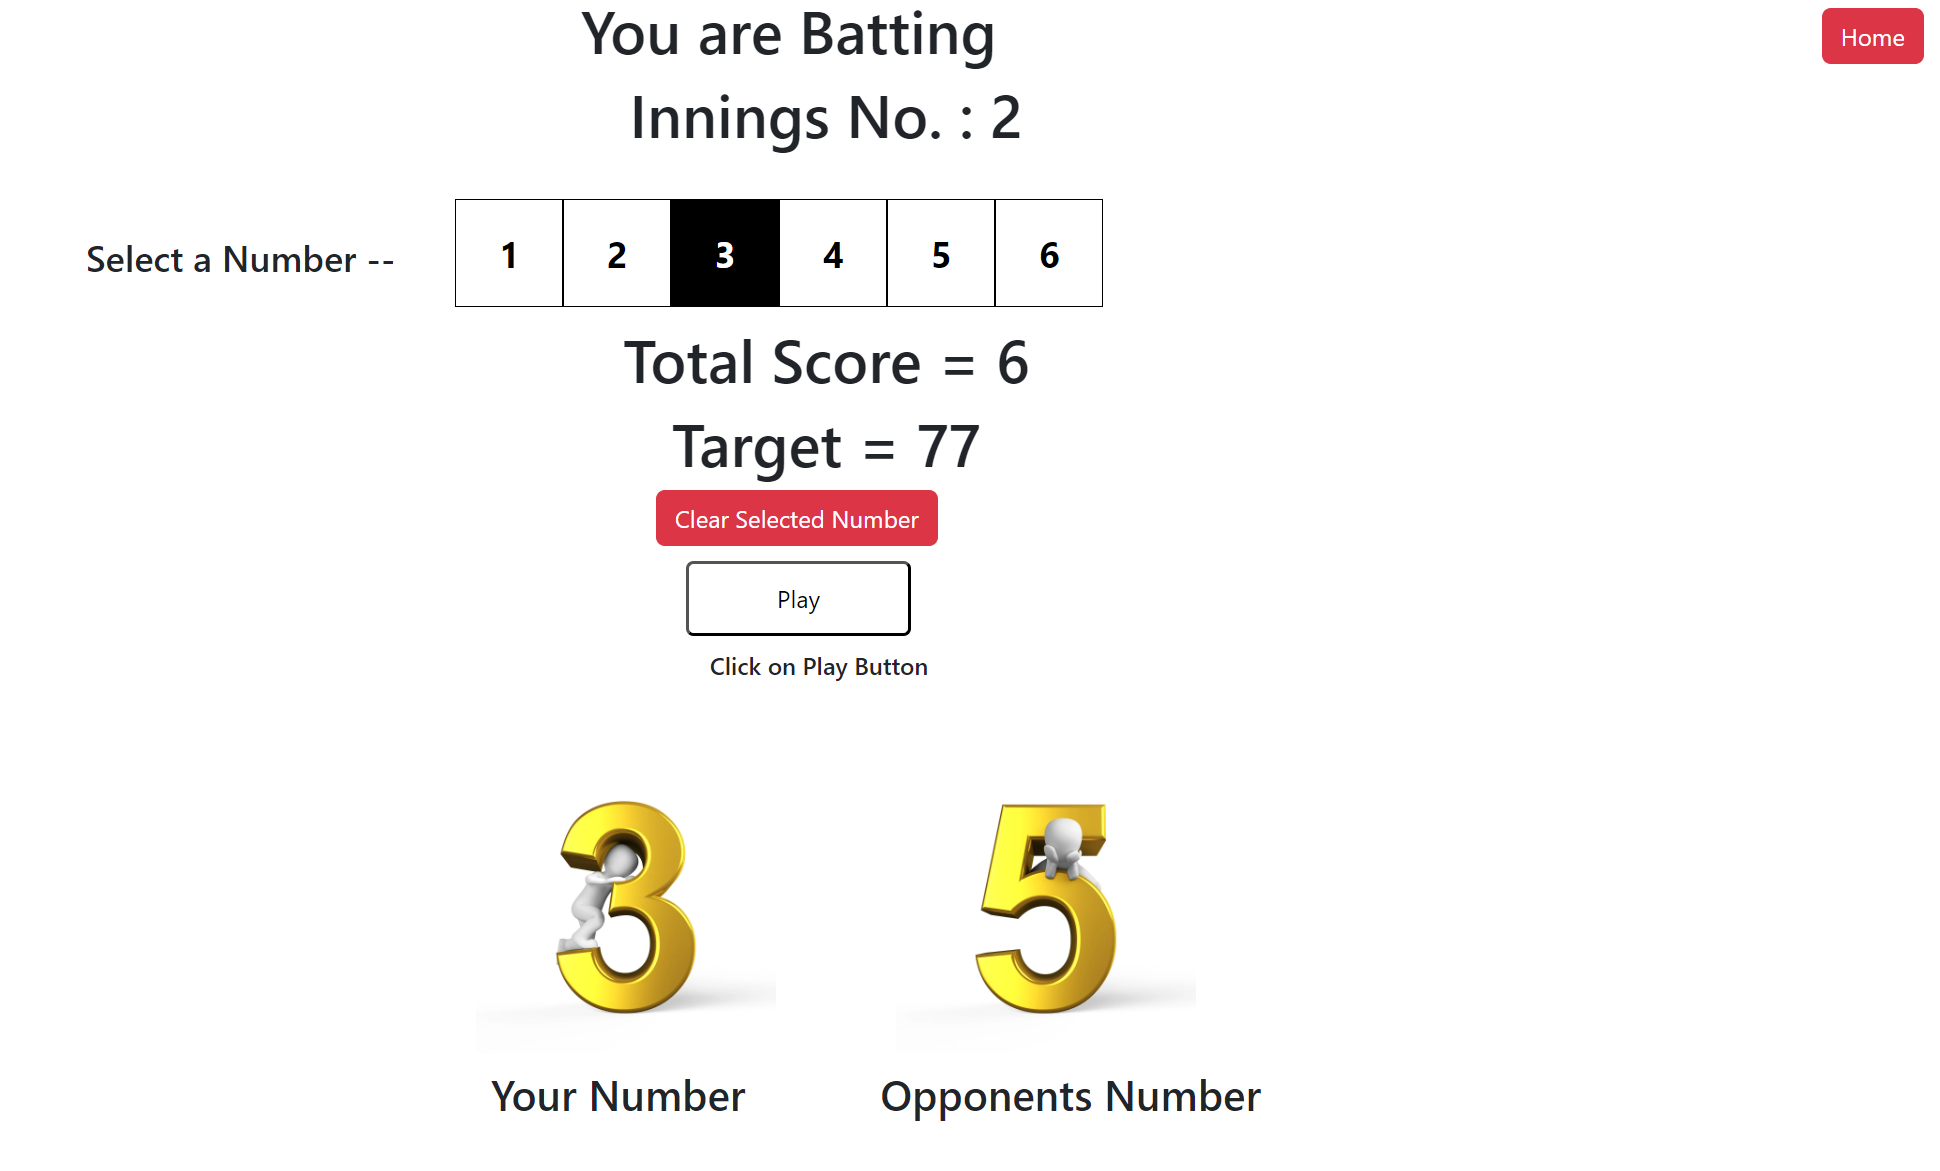 You are Batting
Home
Innings No. : 2
Select a Number --
1 2 3 4 5 6
Total Score = 6
Target = 77
Clear Selected Number
Play
Click on Play Button
3 5
Your Number
Opponents Number